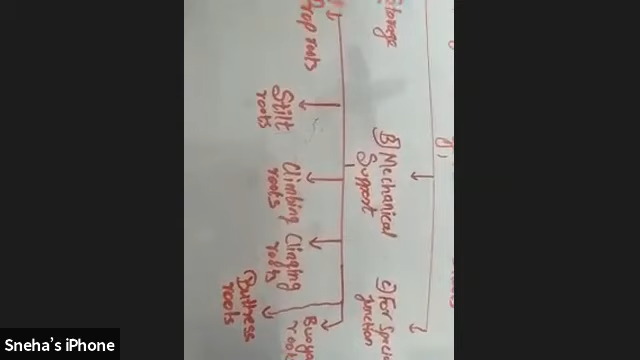 Storage
(B) Mechanical
Support
(C) For Special
function
Prop roots
Stilt
roots
Climbing
roots
Clinging
roots
Buttress
roots
Sneha's iPhone